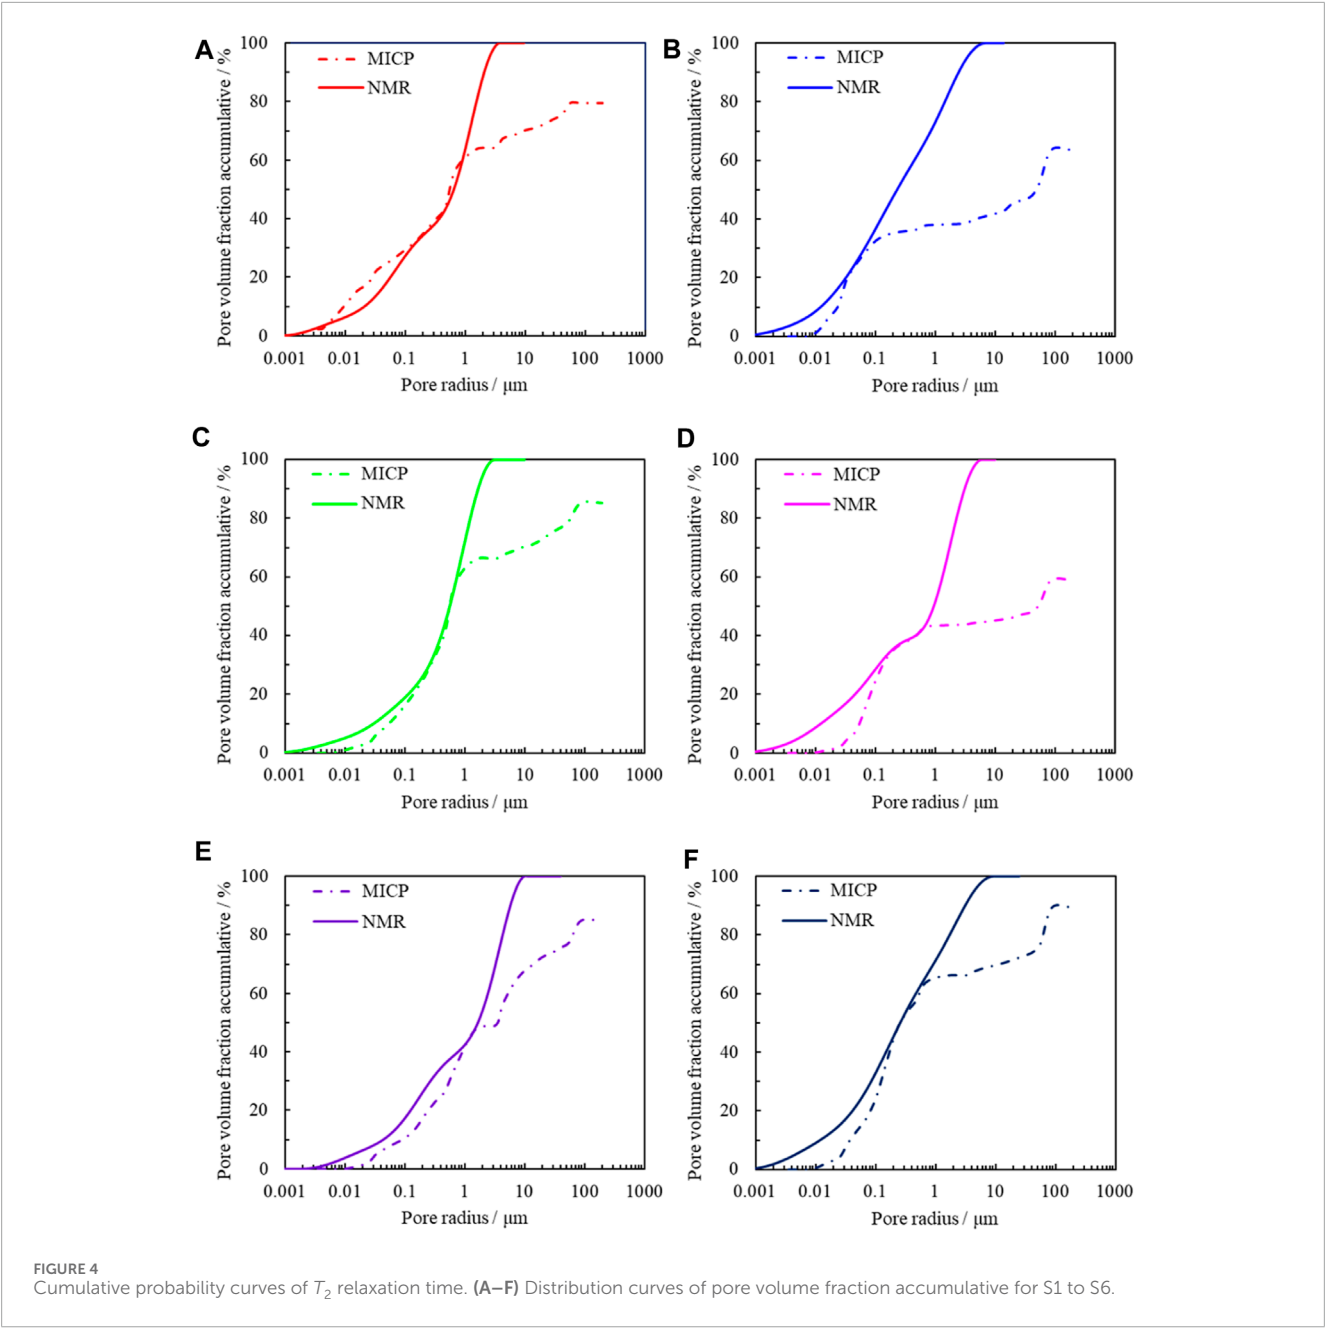 A
Pore volume fraction accumulative / %
100
80
60
40
20
0
MICP
NMR
0.001 0.01 0.1 1 10 100 1000
Pore radius / μm
B
Pore volume fraction accumulative / %
100
80
60
40
20
0
MICP
NMR
0.001 0.01 0.1 1 10 100 1000
Pore radius / μm
C
Pore volume fraction accumulative / %
100
80
60
40
20
0
MICP
NMR
0.001 0.01 0.1 1 10 100 1000
Pore radius / μm
D
Pore volume fraction accumulative / %
100
80
60
40
20
0
MICP
NMR
0.001 0.01 0.1 1 10 100 1000
Pore radius / μm
E
Pore volume fraction accumulative / %
100
80
60
40
20
0
MICP
NMR
0.001 0.01 0.1 1 10 100 1000
Pore radius / μm
F
Pore volume fraction accumulative / %
100
80
60
40
20
0
MICP
NMR
0.001 0.01 0.1 1 10 100 1000
Pore radius / μm
FIGURE 4
Cumulative probability curves of T₂ relaxation time. (A–F) Distribution curves of pore volume fraction accumulative for S1 to S6.